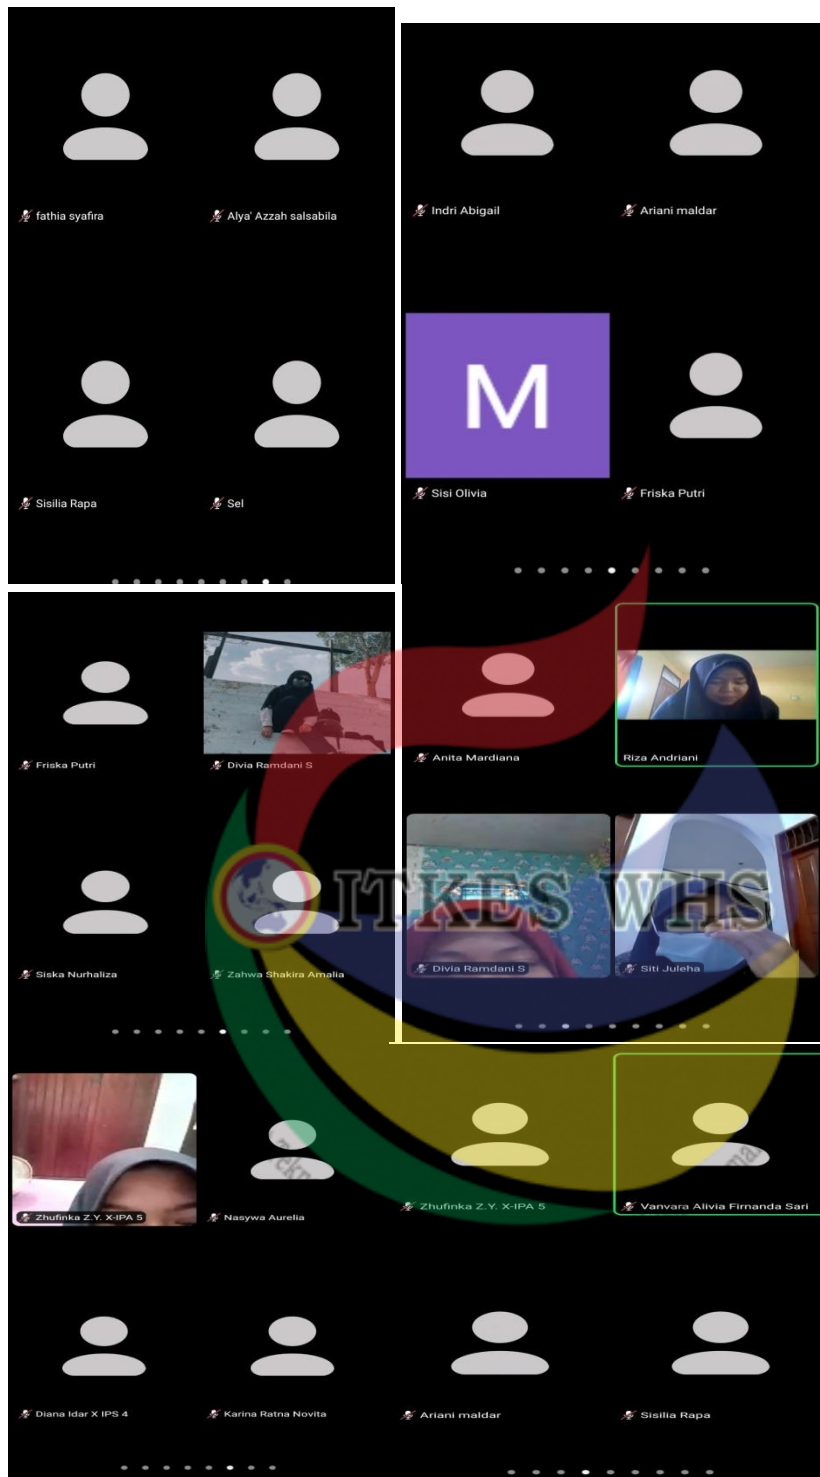 fathia syafira
Alya' Azzah salsabila
Sisilia Rapa
Sel
Indri Abigail
Ariani maldar
M
Sisi Olivia
Friska Putri
Friska Putri
Divia Ramdani S
Siska Nurhaliza
Zahwa Shakira Amalia
Anita Mardiana
Riza Andriani
Divia Ramdani S
Siti Juleha
ITKES WHS
Zhufinka Z.Y. X-IPA 5
Nasywa Aurelia
Diana Idar X IPS 4
Karina Ratna Novita
Zhufinka Z.Y. X-IPA 5
Vanvara Alivia Firnanda Sari
Ariani maldar
Sisilia Rapa